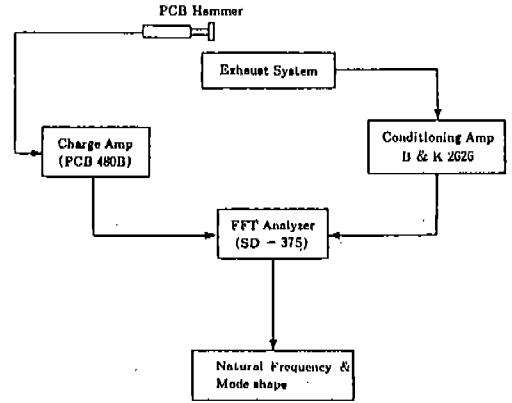 PCB Hammer
Exhaust System
Charge Amp
(PCB 480B)
Conditioning Amp
B & K 2626
FFT Analyzer
(SD - 375)
Natural Frequency &
Mode shape